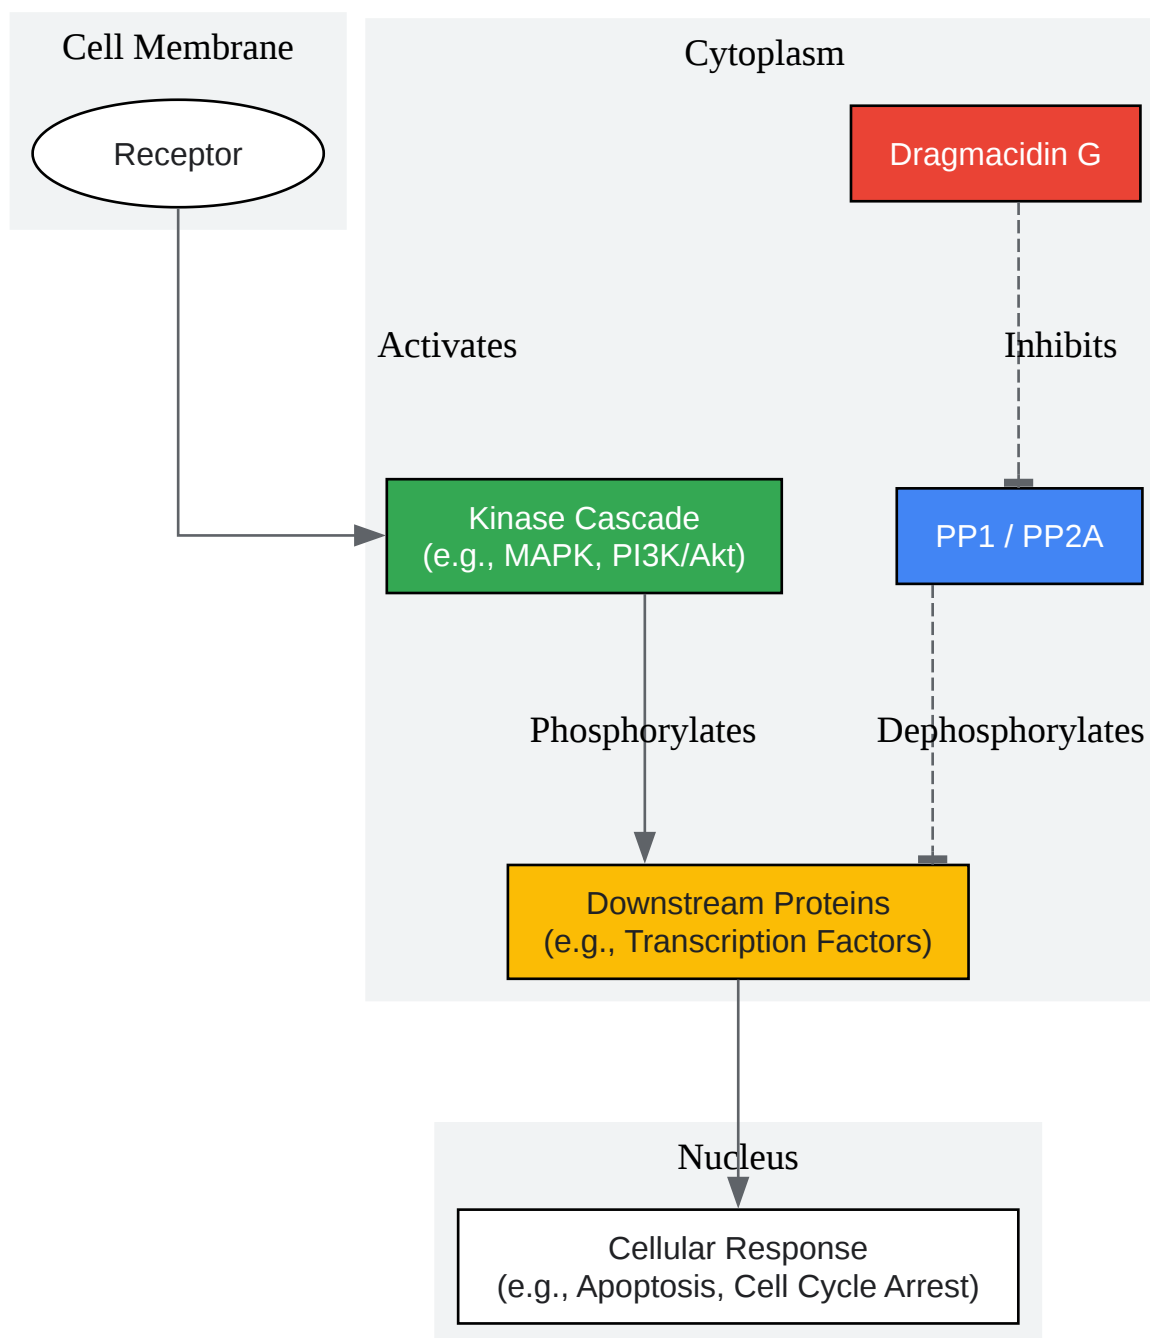 Cell Membrane
Cytoplasm
Receptor
Dragmacidin G
Activates
Inhibits
Kinase Cascade
(e.g., MAPK, PI3K/Akt)
PP1 / PP2A
Phosphorylates
Dephosphorylates
Downstream Proteins
(e.g., Transcription Factors)
Nucleus
Cellular Response
(e.g., Apoptosis, Cell Cycle Arrest)